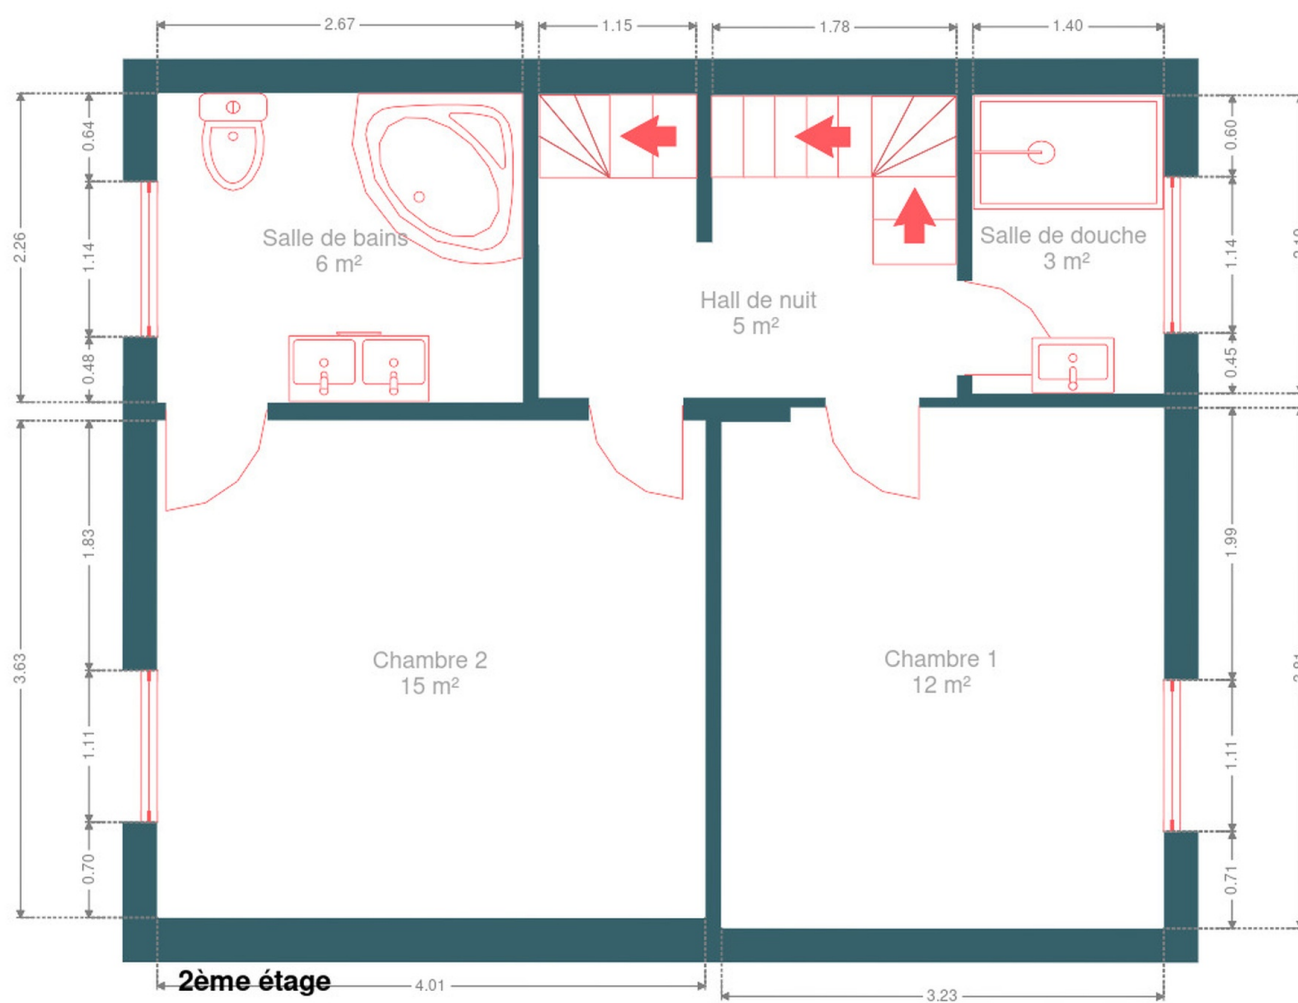 2.67
1.15
1.78
1.40
0.64
0.60
2.26
1.14
1.14
Salle de bains
6 m²
Salle de douche
3 m²
Hall de nuit
5 m²
0.48
0.45
1.83
1.99
3.63
Chambre 2
15 m²
Chambre 1
12 m²
1.11
1.11
0.70
0.71
2ème étage
4.01
3.23